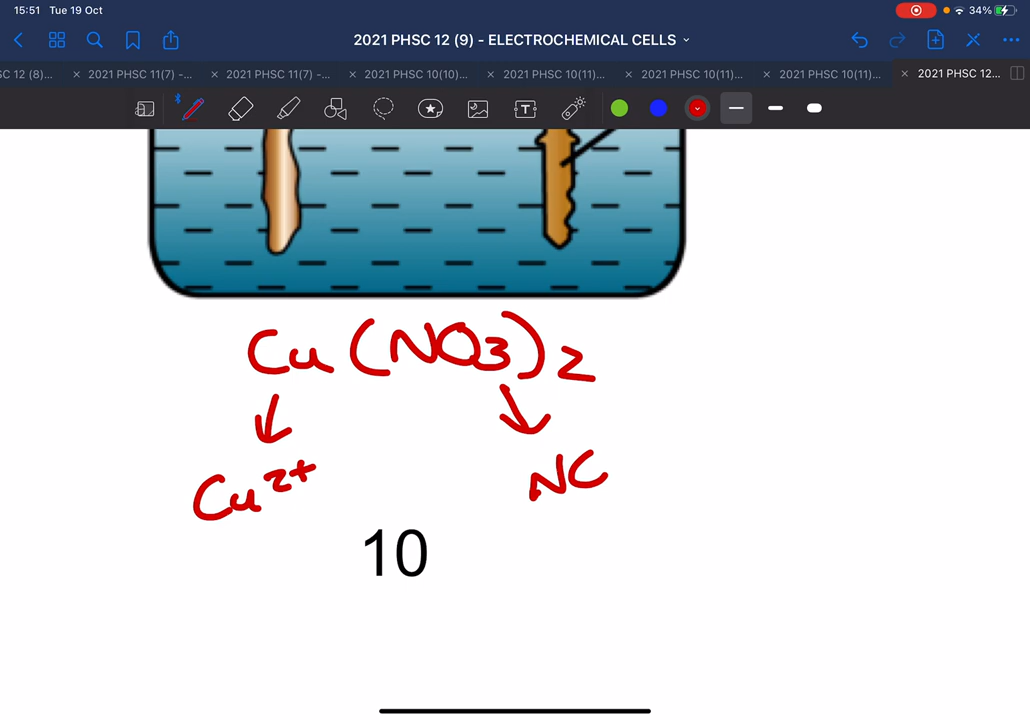 15:51 Tue 19 Oct 34%
2021 PHSC 12 (9) - ELECTROCHEMICAL CELLS
SC 12 (8)... 2021 PHSC 11(7) -... 2021 PHSC 11(7) -... 2021 PHSC 10(10)... 2021 PHSC 10(11)... 2021 PHSC 10(11)... 2021 PHSC 10(11)... 2021 PHSC 12...
T
Cu (NO3)2
Cu2+ NC
10